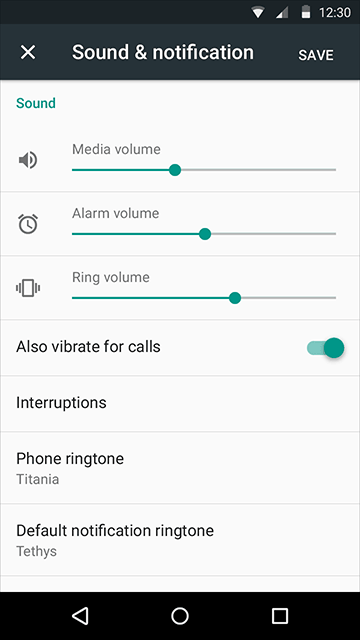 12:30
Sound & notification
SAVE
Sound
Media volume
Alarm volume
Ring volume
Also vibrate for calls
Interruptions
Phone ringtone
Titania
Default notification ringtone
Tethys